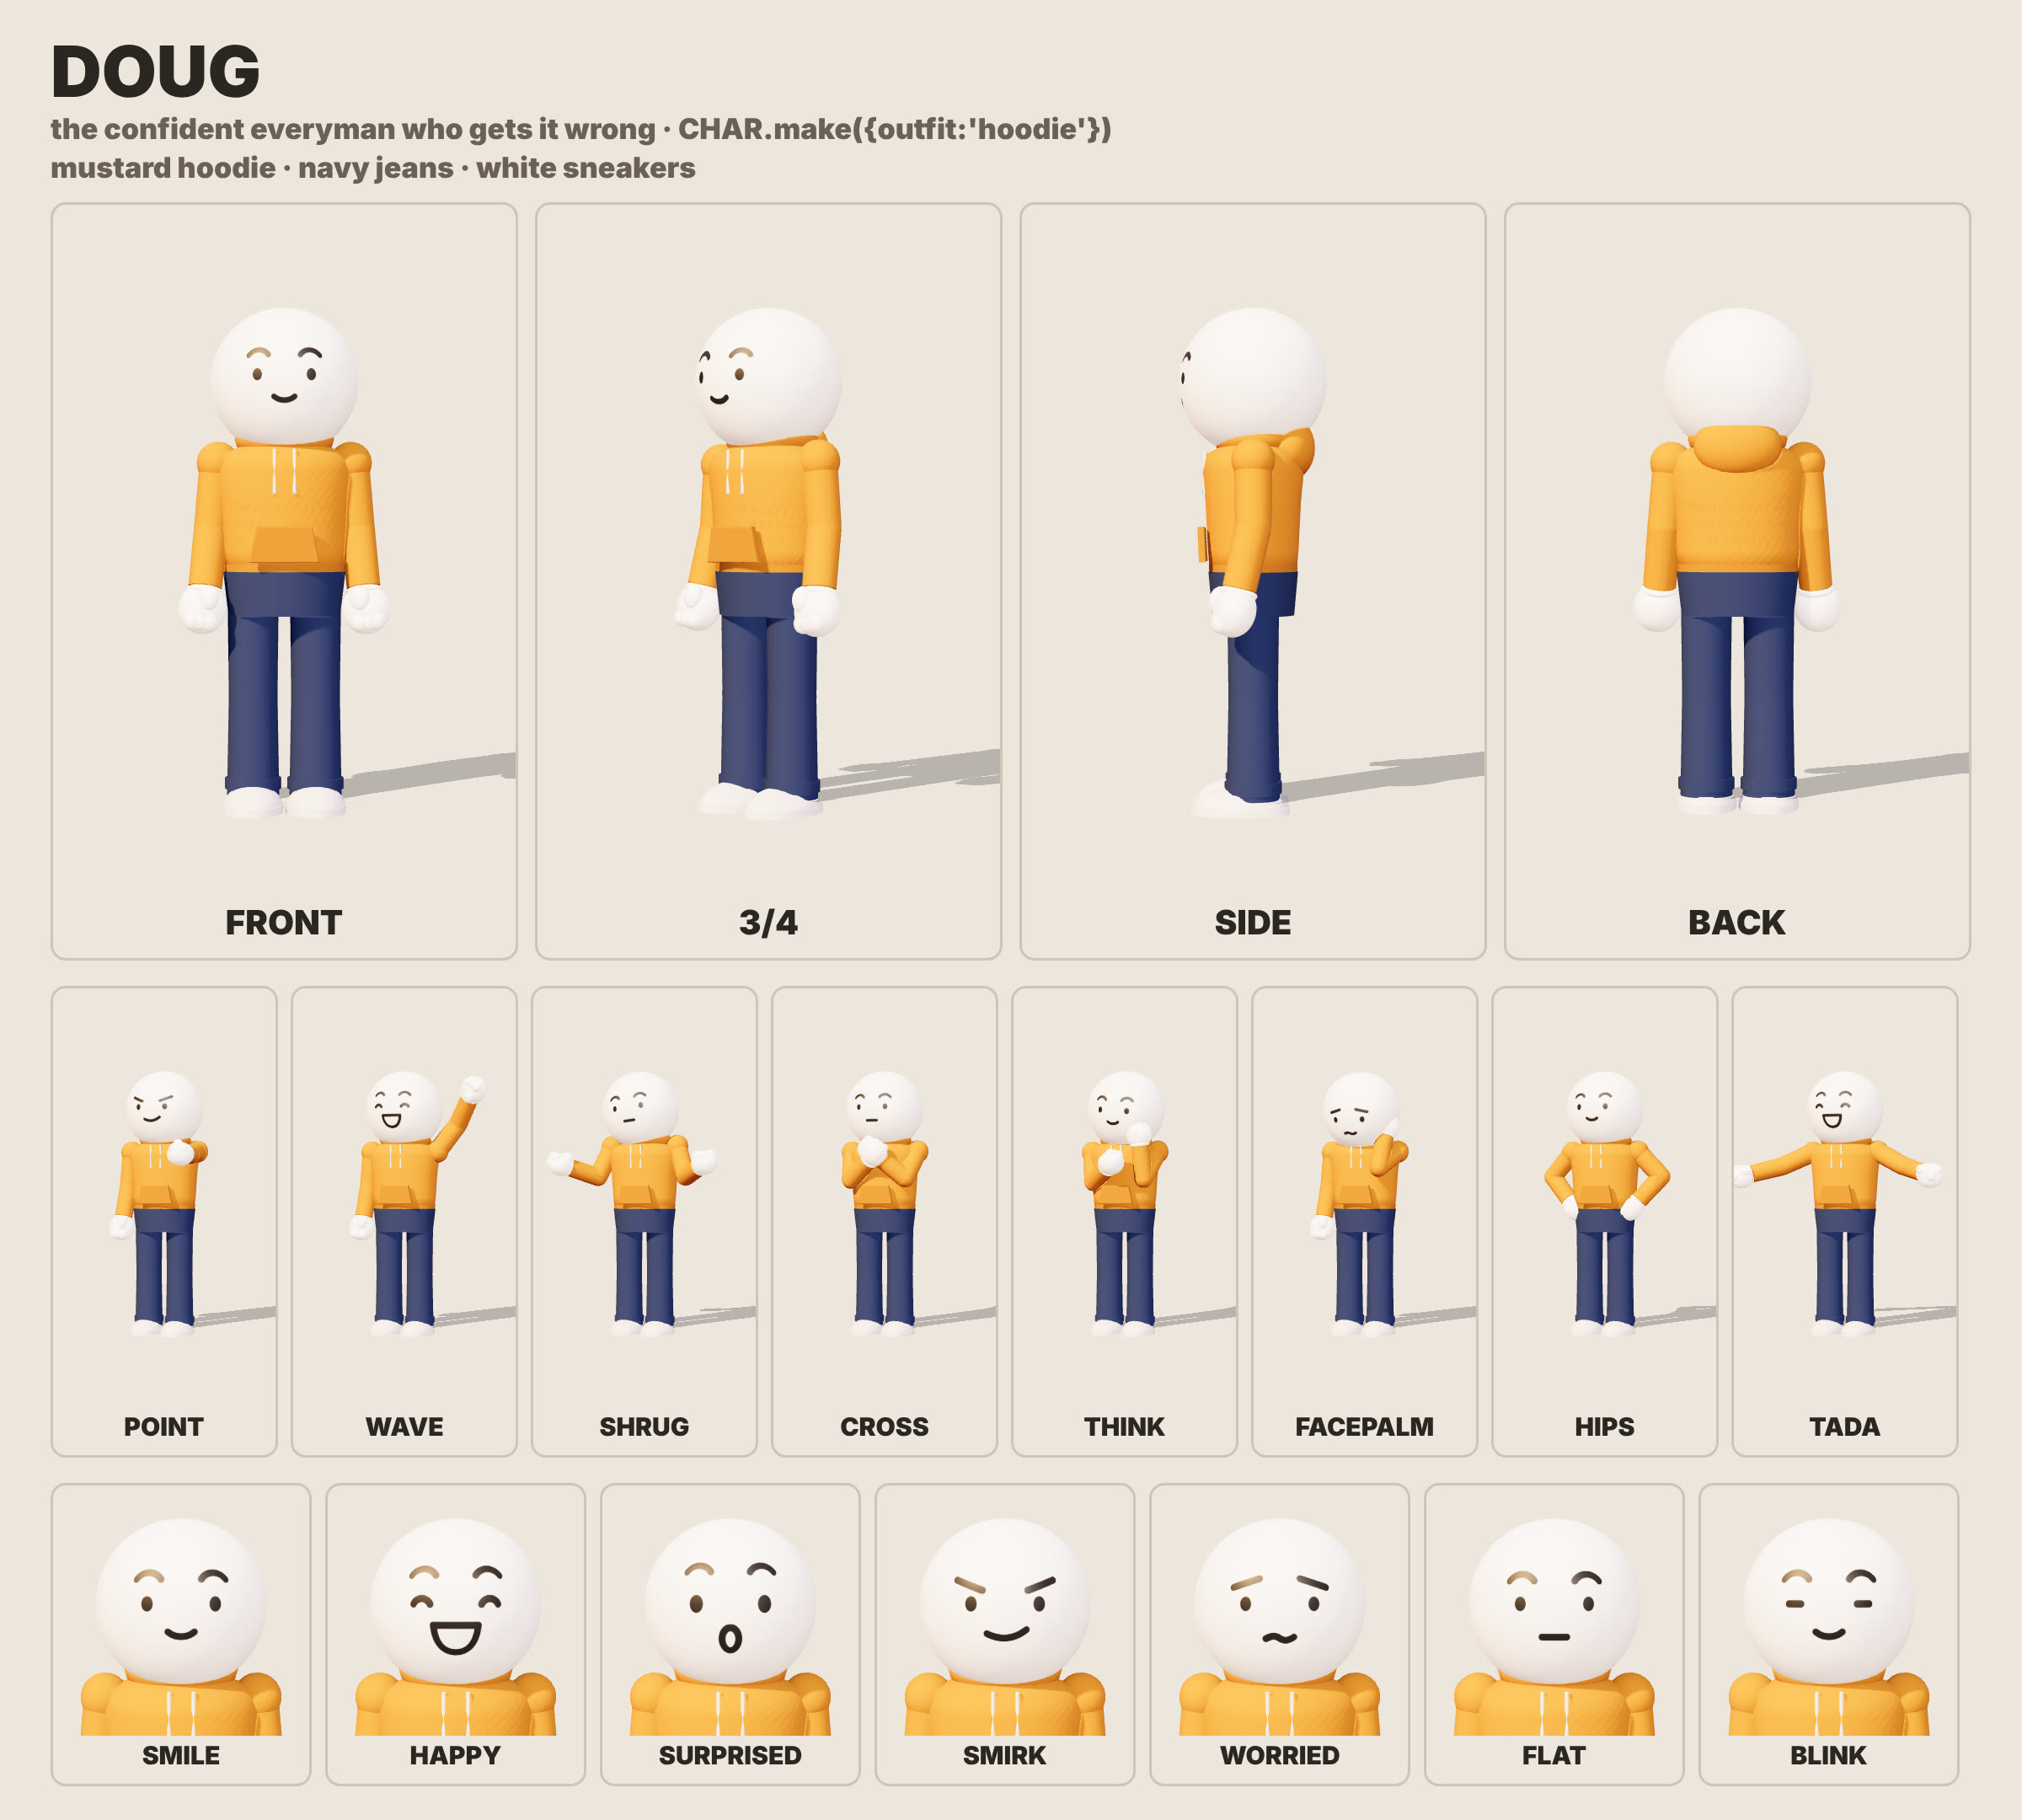 DOUG
the confident everyman who gets it wrong · CHAR.make({outfit:'hoodie'})
mustard hoodie · navy jeans · white sneakers
FRONT
3/4
SIDE
BACK
POINT
WAVE
SHRUG
CROSS
THINK
FACEPALM
HIPS
TADA
SMILE
HAPPY
SURPRISED
SMIRK
WORRIED
FLAT
BLINK